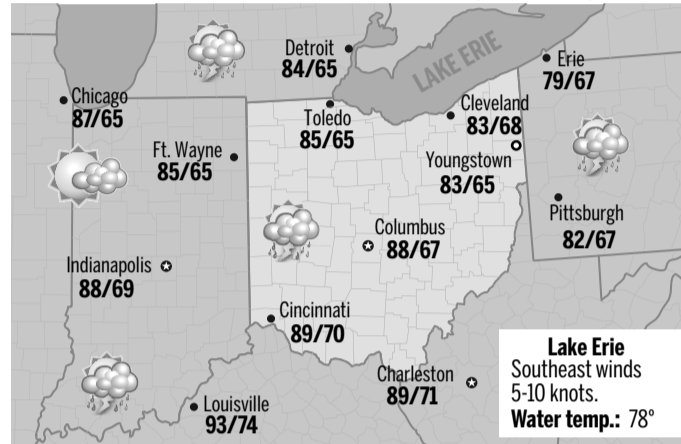 Detroit
84/65
LAKE ERIE
Erie
79/67
Chicago
87/65
Toledo
85/65
Cleveland
83/68
Ft. Wayne
85/65
Youngstown
83/65
Pittsburgh
82/67
Columbus
88/67
Indianapolis
88/69
Cincinnati
89/70
Charleston
89/71
Louisville
93/74
Lake Erie
Southeast winds
5-10 knots.
Water temp.: 78°